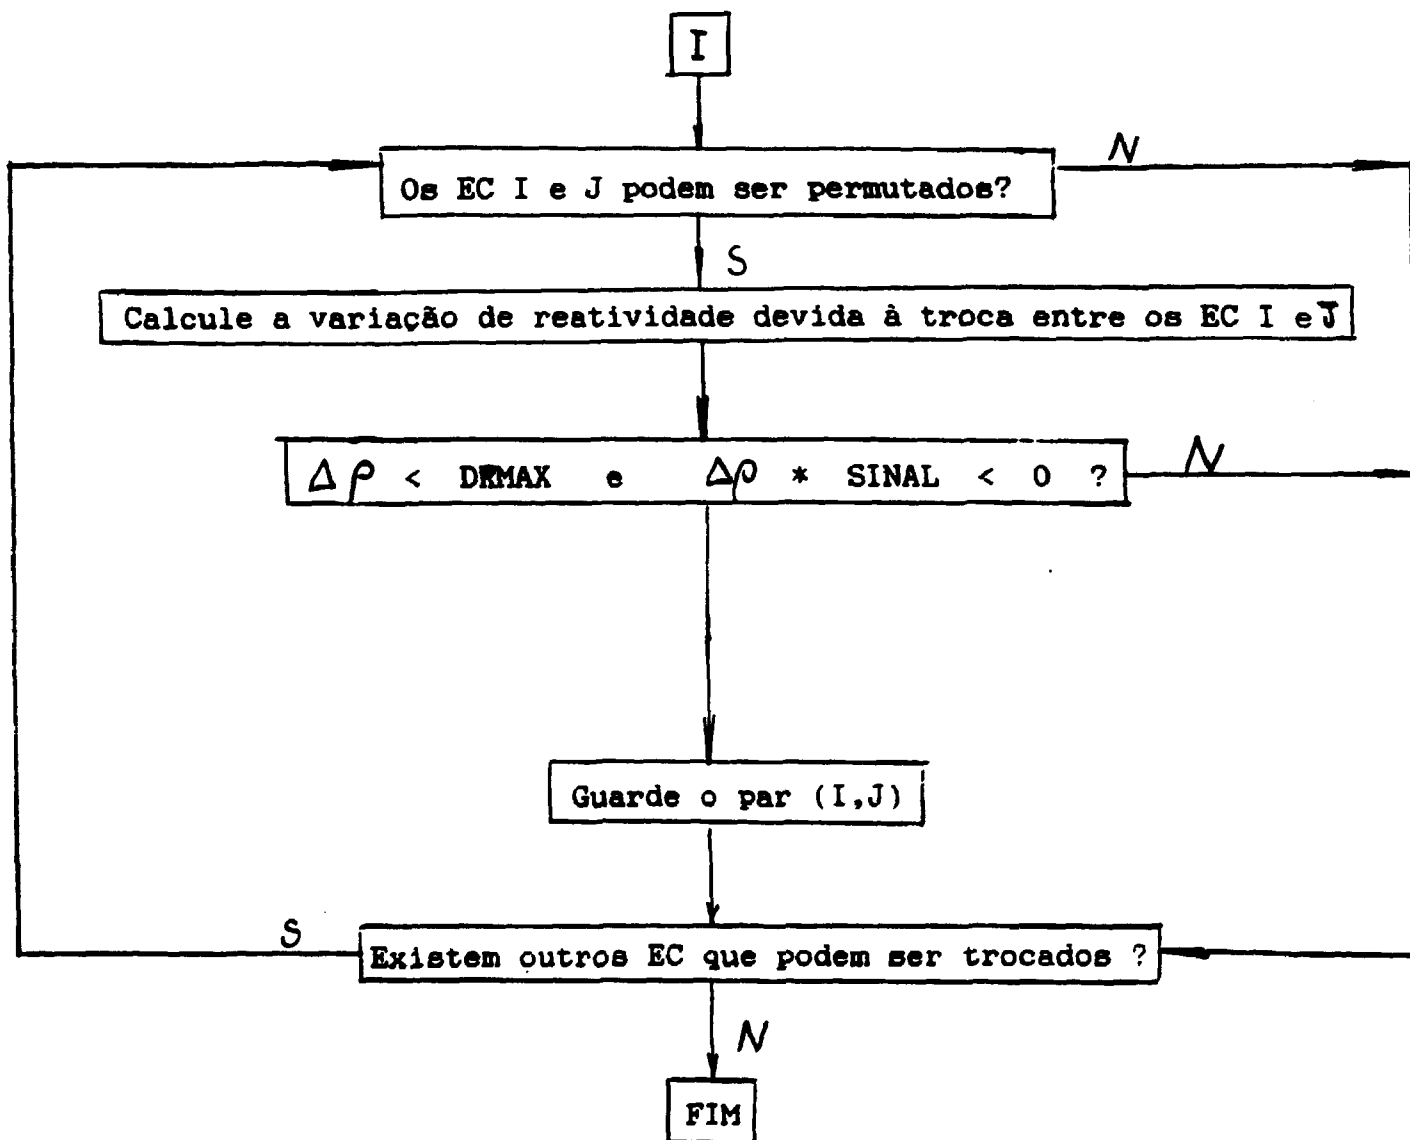 I
N
Os EC I e J podem ser permutados?
S
Calcule a variação de reatividade devida à troca entre os EC I e J
Δρ < DRMAX e Δρ * SINAL < 0 ?
N
Guarde o par (I,J)
S
Existem outros EC que podem ser trocados ?
N
FIM